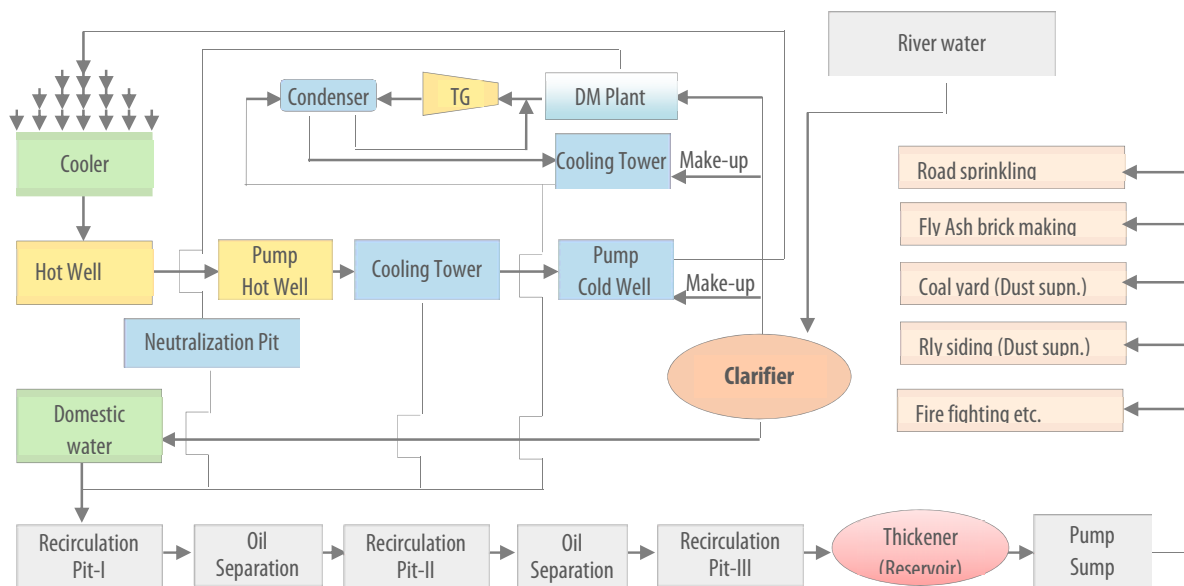 River water
Condenser
TG
DM Plant
Cooler
Cooling Tower
Make-up
Road sprinkling
Fly Ash brick making
Hot Well
Pump
Hot Well
Cooling Tower
Pump
Cold Well
Make-up
Coal yard (Dust supn.)
Neutralization Pit
Rly siding (Dust supn.)
Clarifier
Domestic
water
Fire fighting etc.
Recirculation
Pit-I
Oil
Separation
Recirculation
Pit-II
Oil
Separation
Recirculation
Pit-III
Thickener
(Reservoir)
Pump
Sump